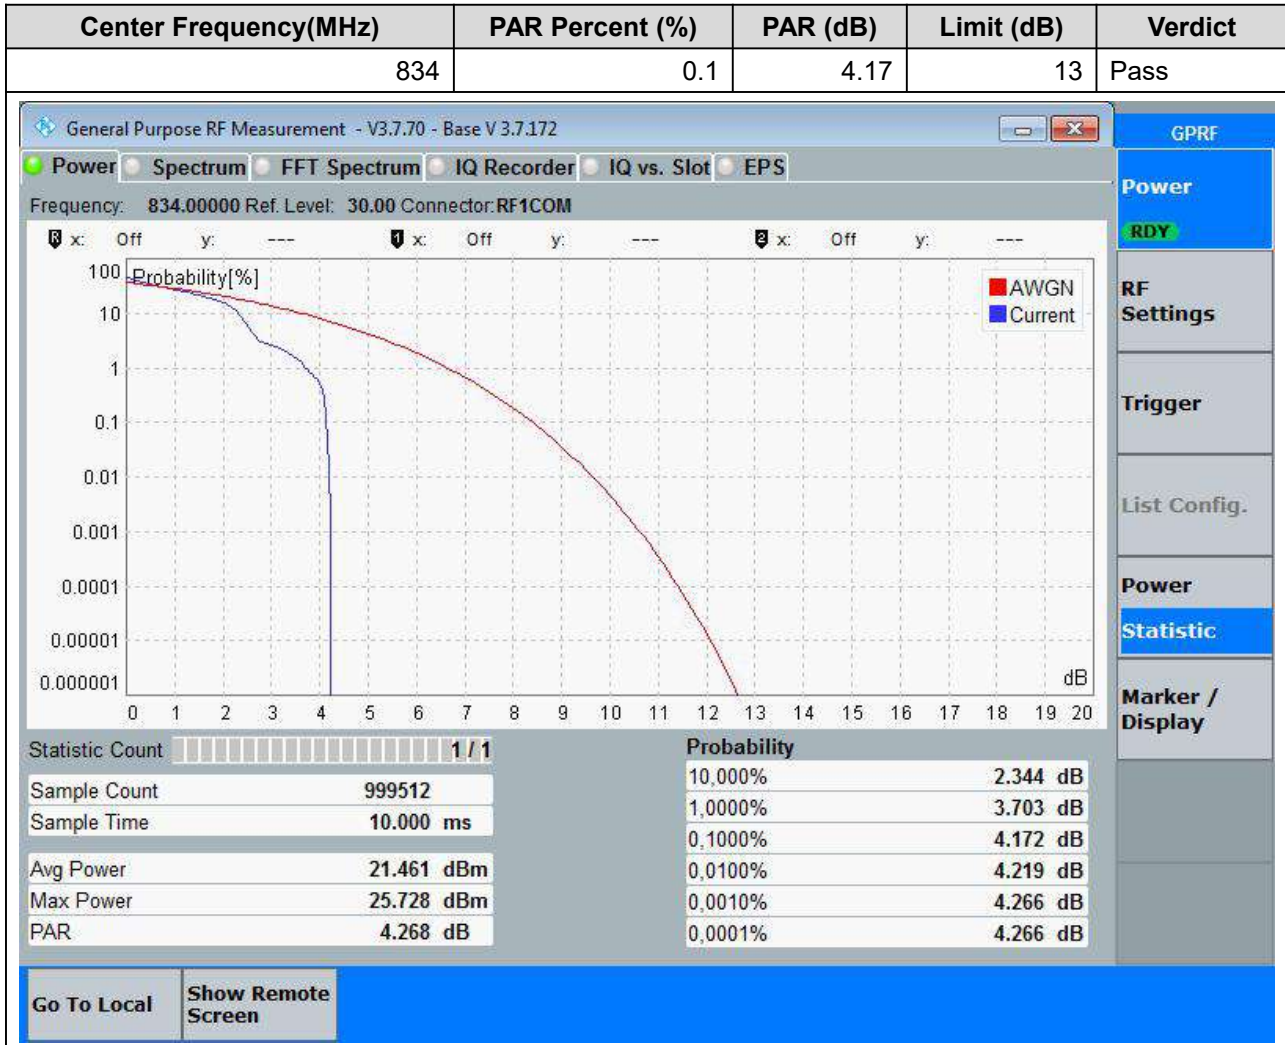 Center Frequency(MHz) PAR Percent (%) PAR (dB) Limit (dB) Verdict
834 0.1 4.17 13 Pass
General Purpose RF Measurement - V3.7.70 - Base V 3.7.172
GPRF
Power Spectrum FFT Spectrum IQ Recorder IQ vs. Slot EPS
Frequency: 834.00000 Ref. Level: 30.00 Connector:RF1COM
R x: Off y: --- 1 x: Off y: --- 2 x: Off y: ---
Probability[%]
AWGN
Current
100
10
1
0.1
0.01
0.001
0.0001
0.00001
0.000001
dB
0 1 2 3 4 5 6 7 8 9 10 11 12 13 14 15 16 17 18 19 20
Statistic Count 1 / 1
Sample Count 999512
Sample Time 10.000 ms
Avg Power 21.461 dBm
Max Power 25.728 dBm
PAR 4.268 dB
Probability
10,000% 2.344 dB
1,0000% 3.703 dB
0,1000% 4.172 dB
0,0100% 4.219 dB
0,0010% 4.266 dB
0,0001% 4.266 dB
Power
RDY
RF
Settings
Trigger
List Config.
Power
Statistic
Marker /
Display
Go To Local
Show Remote
Screen